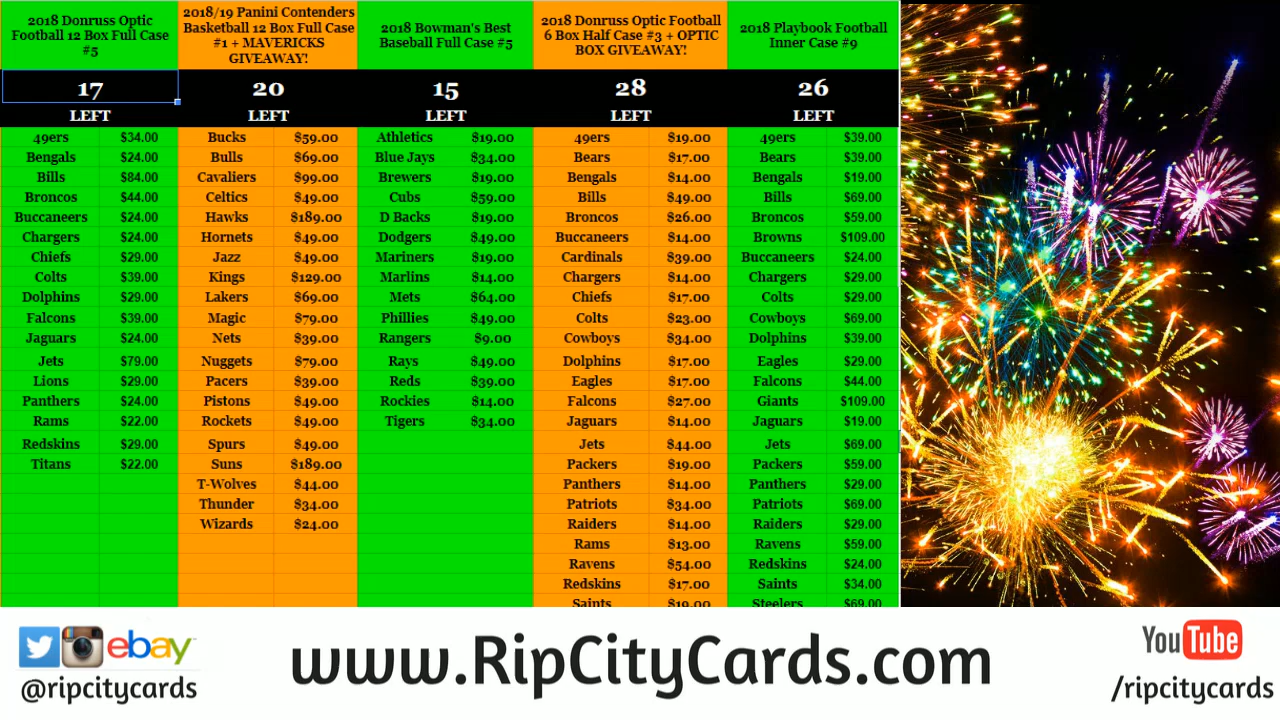 2018 Donruss Optic
Football 12 Box Full Case
#5
17
LEFT
49ers $34.00
Bengals $24.00
Bills $84.00
Broncos $44.00
Buccaneers $24.00
Chargers $24.00
Chiefs $29.00
Colts $39.00
Dolphins $29.00
Falcons $39.00
Jaguars $24.00
Jets $79.00
Lions $29.00
Panthers $24.00
Rams $22.00
Redskins $29.00
Titans $22.00
2018/19 Panini Contenders
Basketball 12 Box Full Case
#1 + MAVERICKS
GIVEAWAY!
20
LEFT
Bucks $59.00
Bulls $69.00
Cavaliers $99.00
Celtics $49.00
Hawks $189.00
Hornets $49.00
Jazz $49.00
Kings $129.00
Lakers $69.00
Magic $79.00
Nets $39.00
Nuggets $79.00
Pacers $39.00
Pistons $49.00
Rockets $49.00
Spurs $49.00
Suns $189.00
T-Wolves $44.00
Thunder $34.00
Wizards $24.00
2018 Bowman's Best
Baseball Full Case #5
15
LEFT
Athletics $19.00
Blue Jays $34.00
Brewers $19.00
Cubs $59.00
D Backs $19.00
Dodgers $49.00
Mariners $19.00
Marlins $14.00
Mets $64.00
Phillies $49.00
Rangers $9.00
Rays $49.00
Reds $39.00
Rockies $14.00
Tigers $34.00
2018 Donruss Optic Football
6 Box Half Case #3 + OPTIC
BOX GIVEAWAY!
28
LEFT
49ers $19.00
Bears $17.00
Bengals $14.00
Bills $49.00
Broncos $26.00
Buccaneers $14.00
Cardinals $39.00
Chargers $14.00
Chiefs $17.00
Colts $23.00
Cowboys $34.00
Dolphins $17.00
Eagles $17.00
Falcons $27.00
Jaguars $14.00
Jets $44.00
Packers $19.00
Panthers $14.00
Patriots $34.00
Raiders $14.00
Rams $13.00
Ravens $54.00
Redskins $17.00
Saints $19.00
2018 Playbook Football
Inner Case #9
26
LEFT
49ers $39.00
Bears $39.00
Bengals $19.00
Bills $69.00
Broncos $59.00
Browns $109.00
Buccaneers $24.00
Chargers $29.00
Colts $29.00
Cowboys $69.00
Dolphins $39.00
Eagles $29.00
Falcons $44.00
Giants $109.00
Jaguars $19.00
Jets $69.00
Packers $59.00
Panthers $29.00
Patriots $69.00
Raiders $29.00
Ravens $59.00
Redskins $24.00
Saints $34.00
Steelers $69.00
ebay
@ripcitycards
www.RipCityCards.com
YouTube
/ripcitycards